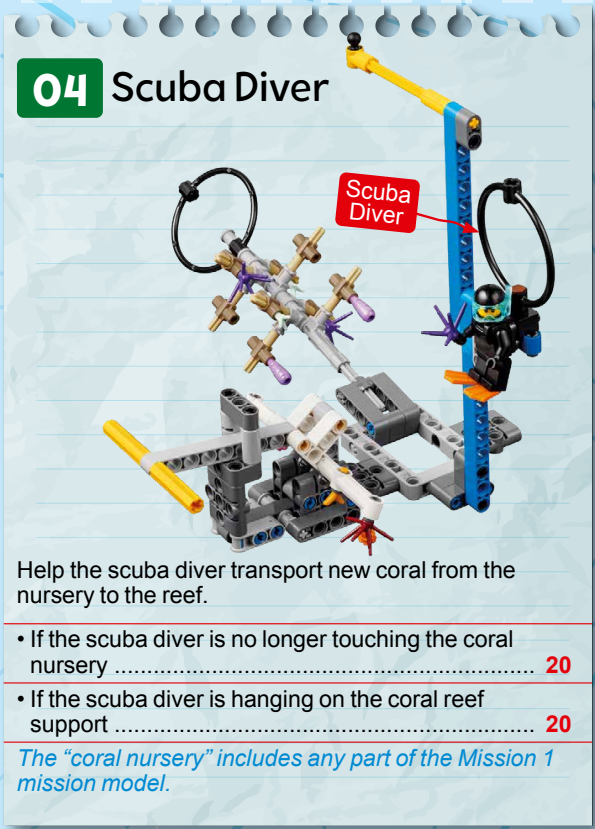 04 Scuba Diver
Scuba
Diver
Help the scuba diver transport new coral from the
nursery to the reef.
• If the scuba diver is no longer touching the coral
nursery ................................................................ 20
• If the scuba diver is hanging on the coral reef
support ................................................................ 20
The “coral nursery” includes any part of the Mission 1
mission model.